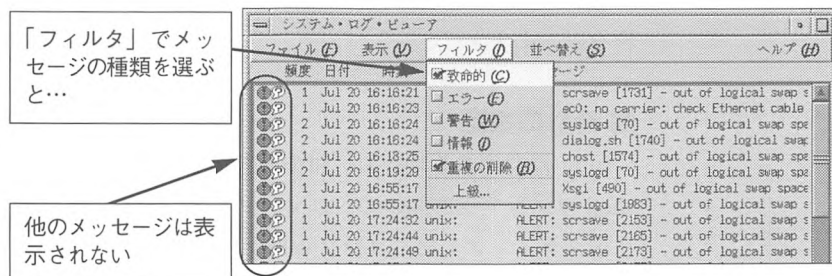 「フィルタ」でメッ
セージの種類を選ぶ
と…
他のメッセージは表
示されない
システム・ログ・ビューア
ファイル(F) 表示(V) フィルタ(I) 並べ替え(S) ヘルプ(H)
頻度 日付
致命的(C)
エラー(E)
警告(W)
情報(I)
重複の削除(R)
上級...
1 Jul 20 16:16:21 scrsave [1731] - out of logical swap s
1 Jul 20 16:16:23 ec0: no carrier: check Ethernet cable
2 Jul 20 16:16:24 syslogd [70] - out of logical swap spe
2 Jul 20 16:16:24 dialog.sh [1740] - out of logical swap
1 Jul 20 16:18:25 chost [1574] - out of logical swap spa
2 Jul 20 16:19:29 syslogd [70] - out of logical swap spa
1 Jul 20 16:55:17 Xsgi [490] - out of logical swap space
1 Jul 20 16:55:17 unix: ALERT: syslogd [1983] - out of logical swap s
1 Jul 20 17:24:32 unix: ALERT: scrsave [2153] - out of logical swap s
1 Jul 20 17:24:44 unix: ALERT: scrsave [2165] - out of logical swap s
1 Jul 20 17:24:49 unix: ALERT: scrsave [2173] - out of logical swap s